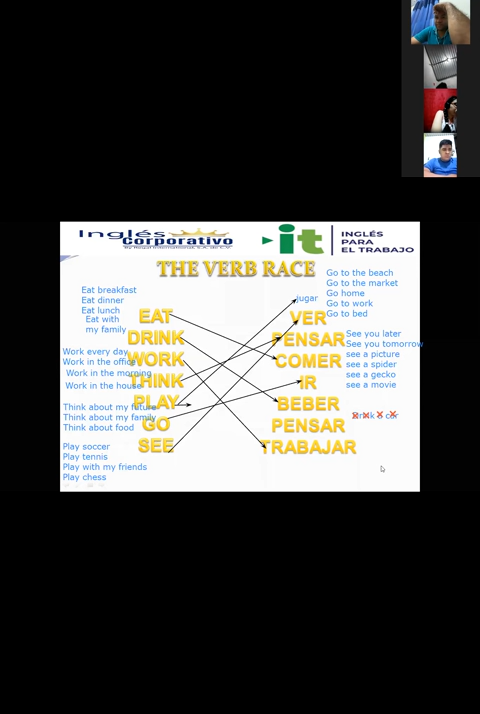 Inglés
Corporativo
it
INGLÉS
PARA
EL TRABAJO
THE VERB RACE
Eat breakfast
Eat dinner
Eat lunch
Eat with
my family
Work every day
Work in the office
Work in the morning
Work in the house
Think about my future
Think about my family
Think about food
Play soccer
Play tennis
Play with my friends
Play chess
EAT
DRINK
WORK
THINK
PLAY
GO
SEE
jugar
VER
PENSAR
COMER
IR
BEBER
PENSAR
TRABAJAR
Go to the beach
Go to the market
Go home
Go to work
Go to bed
See you later
See you tomorrow
see a picture
see a spider
see a gecko
see a movie